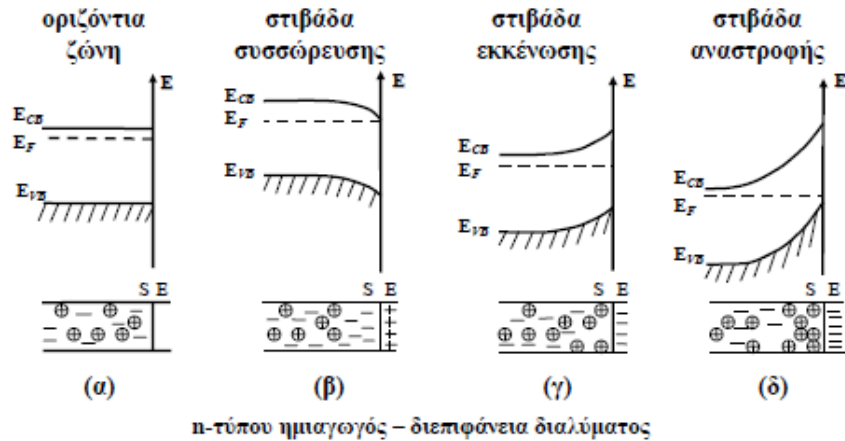 οριζόντια ζώνη
στιβάδα συσσώρευσης
στιβάδα εκκένωσης
στιβάδα αναστροφής
E
E_CB
E_F
E_VB
S E
(α)
E
E_CB
E_F
E_VB
S E
(β)
E
E_CB
E_F
E_VB
S E
(γ)
E
E_CB
E_F
E_VB
S E
(δ)
n-τύπου ημιαγωγός – διεπιφάνεια διαλύματος